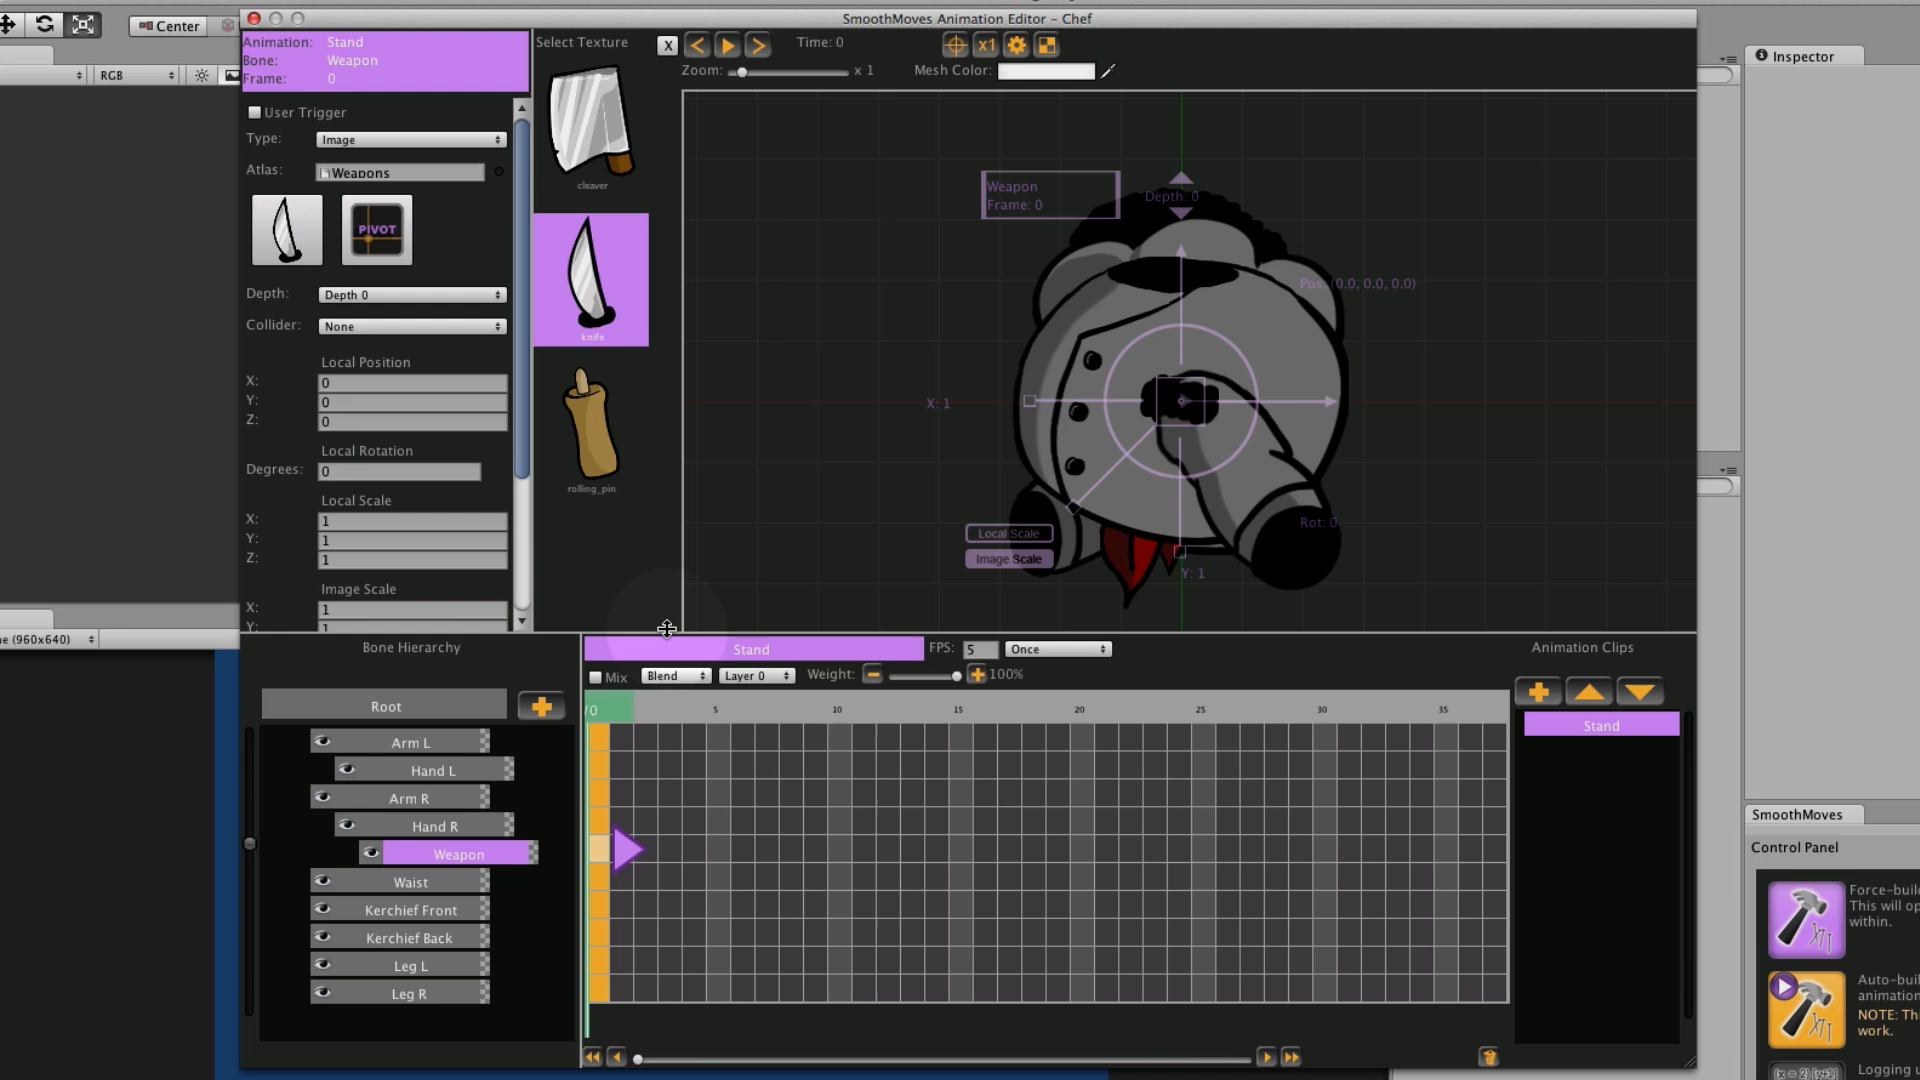 SmoothMoves Animation Editor - Chef
Center
RGB
ne (960x640)
Animation: Stand
Bone: Weapon
Frame: 0
User Trigger
Type: Image
Atlas: Weapons
PIVOT
Depth: Depth 0
Collider: None
Local Position
X: 0
Y: 0
Z: 0
Local Rotation
Degrees: 0
Local Scale
X: 1
Y: 1
Z: 1
Image Scale
X: 1
Y: 1
Select Texture
X
cleaver
knife
rolling_pin
Time: 0
x1
Zoom: x 1
Mesh Color:
Weapon
Frame: 0
Depth: 0
Pos: (0.0, 0.0, 0.0)
X: 1
Rot: 0
Local Scale
Image Scale
Y: 1
Bone Hierarchy
Root
Arm L
Hand L
Arm R
Hand R
Weapon
Waist
Kerchief Front
Kerchief Back
Leg L
Leg R
Stand
FPS: 5
Once
Mix
Blend
Layer 0
Weight: 100%
0 5 10 15 20 25 30 35
Animation Clips
Stand
Inspector
SmoothMoves
Control Panel
Force-buil
This will op
within.
Auto-buil
animation
NOTE: Thi
work.
(x=2) (y+1)
Logging u